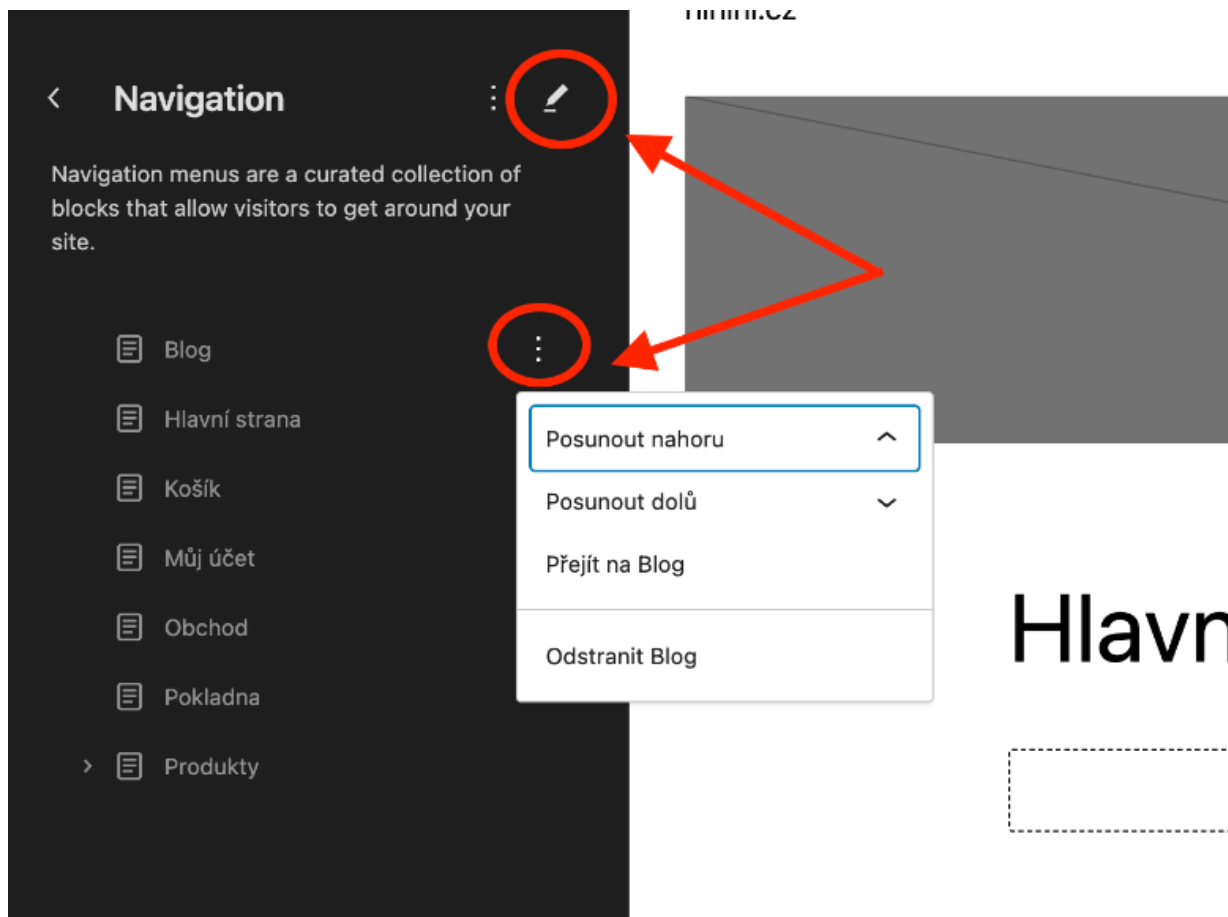 Navigation
Navigation menus are a curated collection of
blocks that allow visitors to get around your
site.
Blog
Hlavní strana
Košík
Můj účet
Obchod
Pokladna
Produkty
Posunout nahoru
Posunout dolů
Přejít na Blog
Odstranit Blog
Hlavn